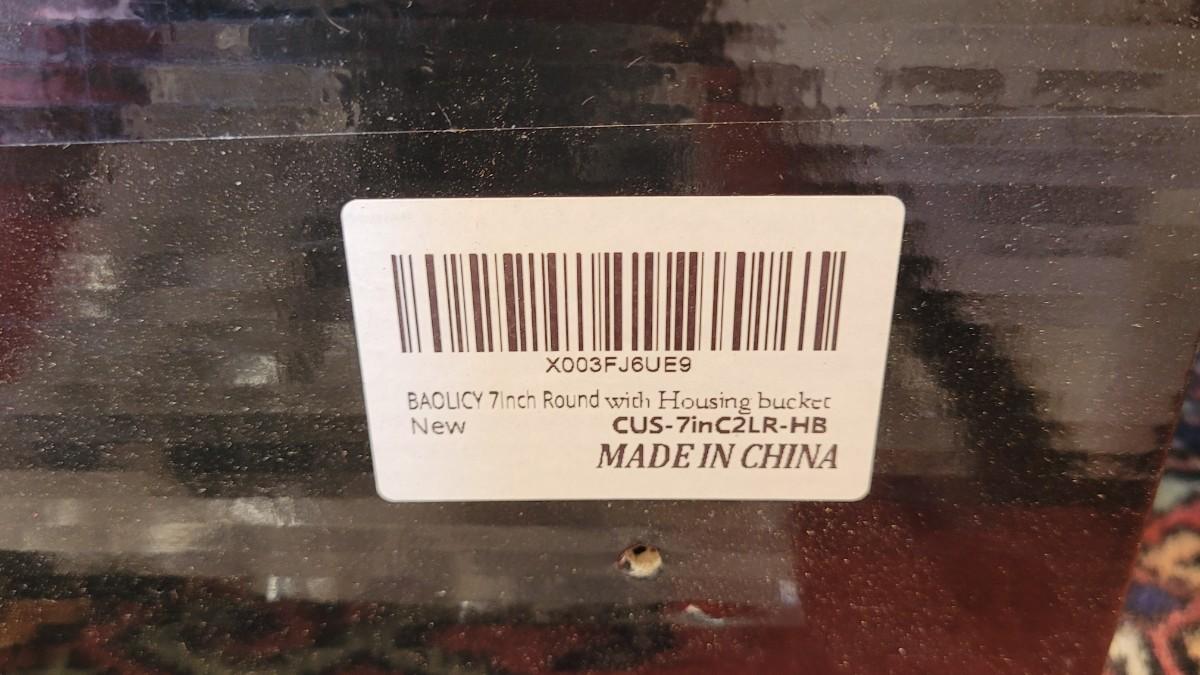 X003FJ6UE9
BAOLICY 7Inch Round with Housing bucket
New CUS-7inC2LR-HB
MADE IN CHINA